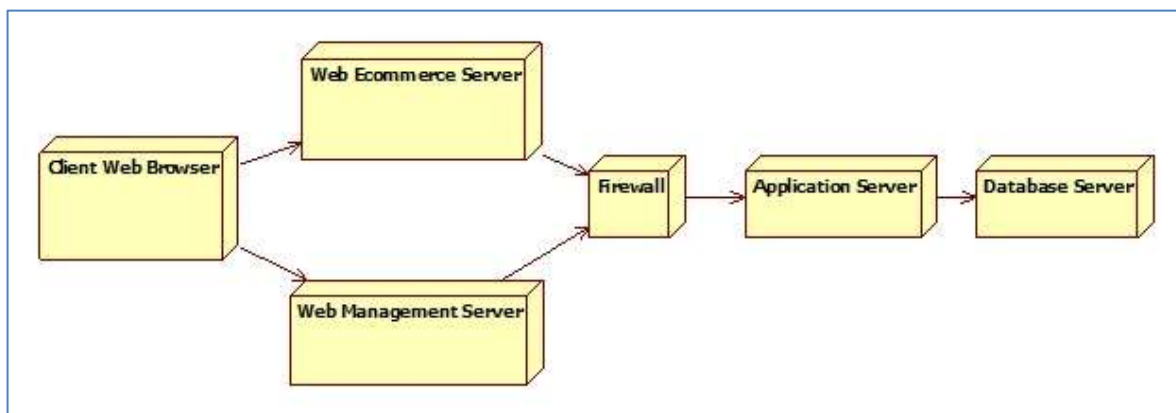 Web Ecommerce Server
Client Web Browser
Firewall
Application Server
Database Server
Web Management Server